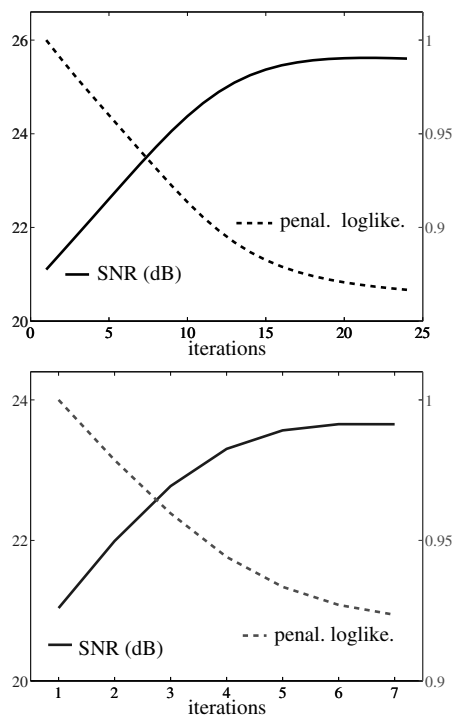 26 1
24 0.95
22 0.9
penal. loglike.
SNR (dB)
20
0 5 10 15 20 25
iterations
24 1
22 0.95
penal. loglike.
SNR (dB)
20 0.9
1 2 3 4 5 6 7
iterations